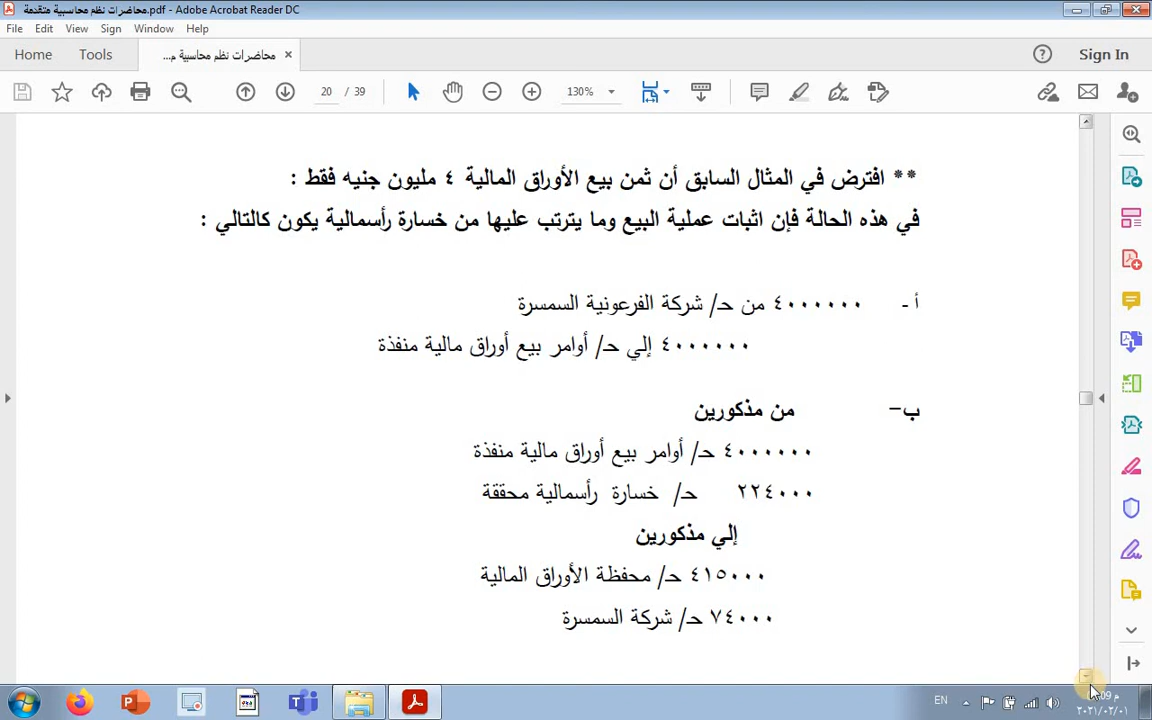 محاضرات نظم محاسبية متقدمة.pdf - Adobe Acrobat Reader DC
File Edit View Sign Window Help
Home Tools محاضرات نظم محاسبية م... × Sign In
20 / 39 130%
** افترض في المثال السابق أن ثمن بيع الأوراق المالية ٤ مليون جنيه فقط :
في هذه الحالة فإن اثبات عملية البيع وما يترتب عليها من خسارة رأسمالية يكون كالتالي :
أ - ٤٠٠٠٠٠٠ من حـ/ شركة الفرعونية السمسرة
٤٠٠٠٠٠٠ إلي حـ/ أوامر بيع أوراق مالية منفذة
ب- من مذكورين
٤٠٠٠٠٠٠ حـ/ أوامر بيع أوراق مالية منفذة
٢٢٤٠٠٠ حـ/ خسارة رأسمالية محققة
إلي مذكورين
٤١٥٠٠٠ حـ/ محفظة الأوراق المالية
٧٤٠٠٠ حـ/ شركة السمسرة
EN
٢٠٢١/٠٢/٠١